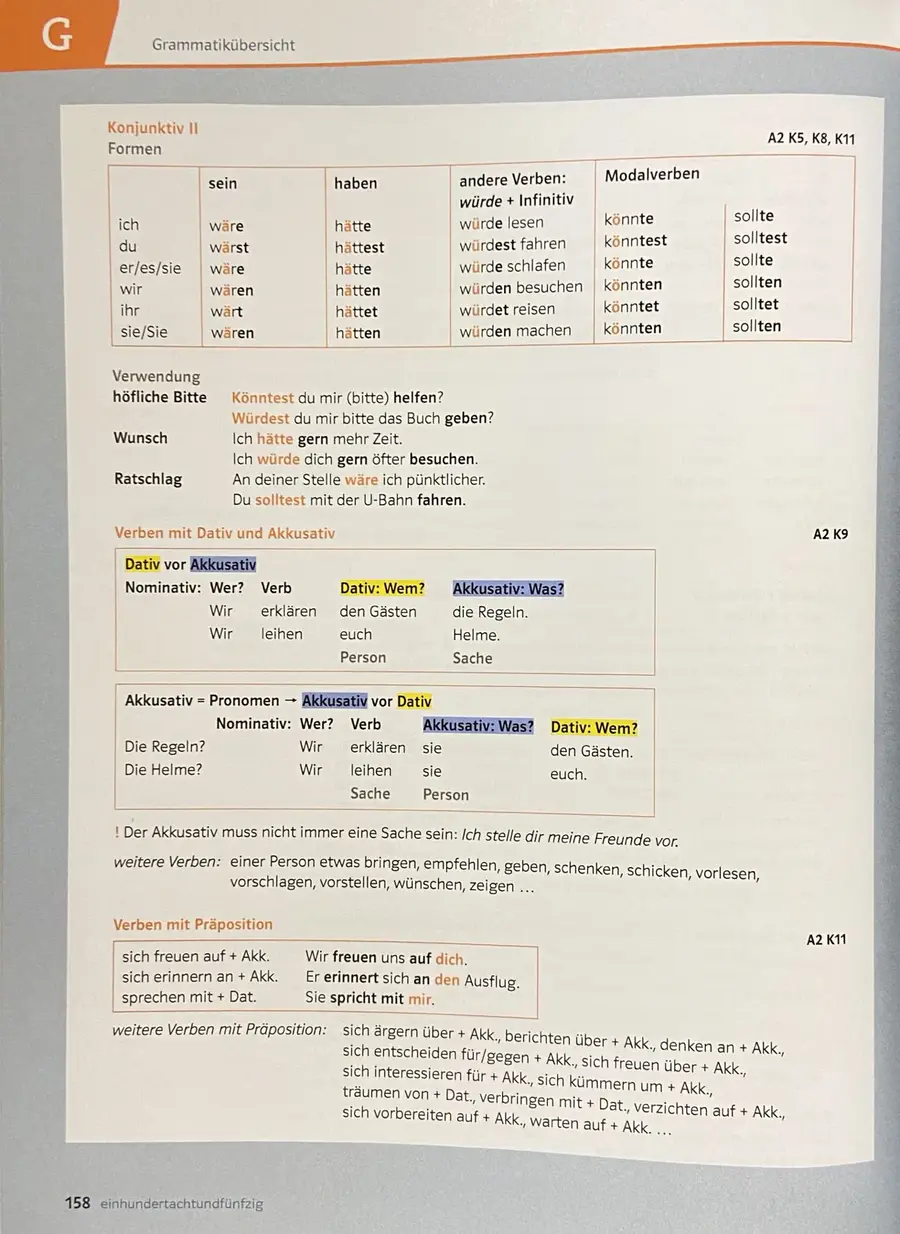 G
Grammatikübersicht
Konjunktiv II
A2 K5, K8, K11
Formen
sein haben andere Verben: würde + Infinitiv Modalverben
ich wäre hätte würde lesen könnte sollte
du wärst hättest würdest fahren könntest solltest
er/es/sie wäre hätte würde schlafen könnte sollte
wir wären hätten würden besuchen könnten sollten
ihr wärt hättet würdet reisen könntet solltet
sie/Sie wären hätten würden machen könnten sollten
Verwendung
höfliche Bitte Könntest du mir (bitte) helfen?
Würdest du mir bitte das Buch geben?
Wunsch Ich hätte gern mehr Zeit.
Ich würde dich gern öfter besuchen.
Ratschlag An deiner Stelle wäre ich pünktlicher.
Du solltest mit der U-Bahn fahren.
Verben mit Dativ und Akkusativ A2 K9
Dativ vor Akkusativ
Nominativ: Wer? Verb Dativ: Wem? Akkusativ: Was?
Wir erklären den Gästen die Regeln.
Wir leihen euch Helme.
Person Sache
Akkusativ = Pronomen → Akkusativ vor Dativ
Nominativ: Wer? Verb Akkusativ: Was? Dativ: Wem?
Die Regeln? Wir erklären sie den Gästen.
Die Helme? Wir leihen sie euch.
Sache Person
! Der Akkusativ muss nicht immer eine Sache sein: Ich stelle dir meine Freunde vor.
weitere Verben: einer Person etwas bringen, empfehlen, geben, schenken, schicken, vorlesen,
vorschlagen, vorstellen, wünschen, zeigen ...
Verben mit Präposition A2 K11
sich freuen auf + Akk. Wir freuen uns auf dich.
sich erinnern an + Akk. Er erinnert sich an den Ausflug.
sprechen mit + Dat. Sie spricht mit mir.
weitere Verben mit Präposition: sich ärgern über + Akk., berichten über + Akk., denken an + Akk.,
sich entscheiden für/gegen + Akk., sich freuen über + Akk.,
sich interessieren für + Akk., sich kümmern um + Akk.,
träumen von + Dat., verbringen mit + Dat., verzichten auf + Akk.,
sich vorbereiten auf + Akk., warten auf + Akk. ...
158 einhundertachtundfünfzig